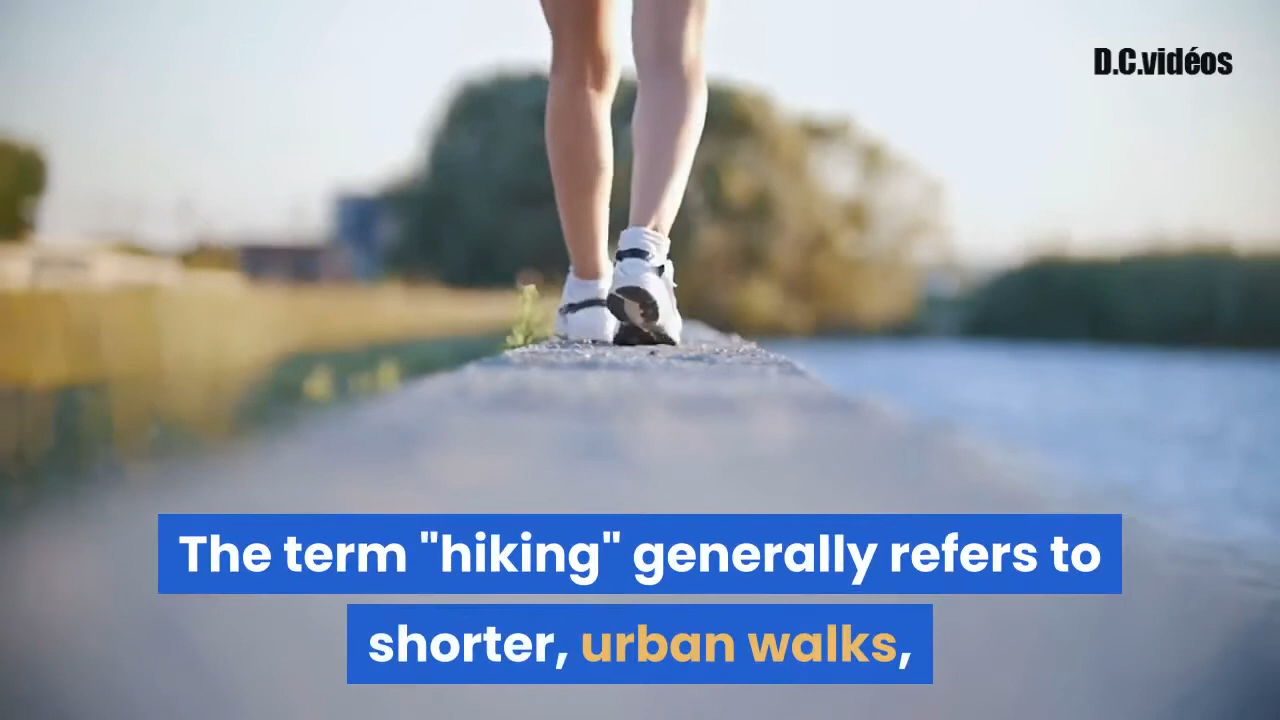 D.C.vidéos
The term "hiking" generally refers to
shorter, urban walks,